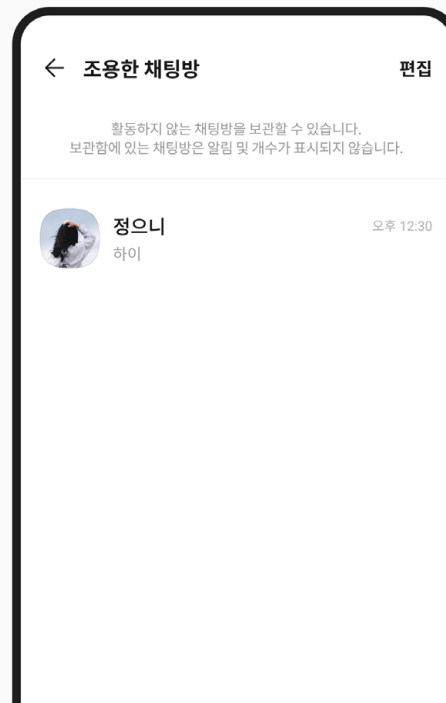 조용한 채팅방
편집
활동하지 않는 채팅방을 보관할 수 있습니다.
보관함에 있는 채팅방은 알림 및 개수가 표시되지 않습니다.
정으니
오후 12:30
하이